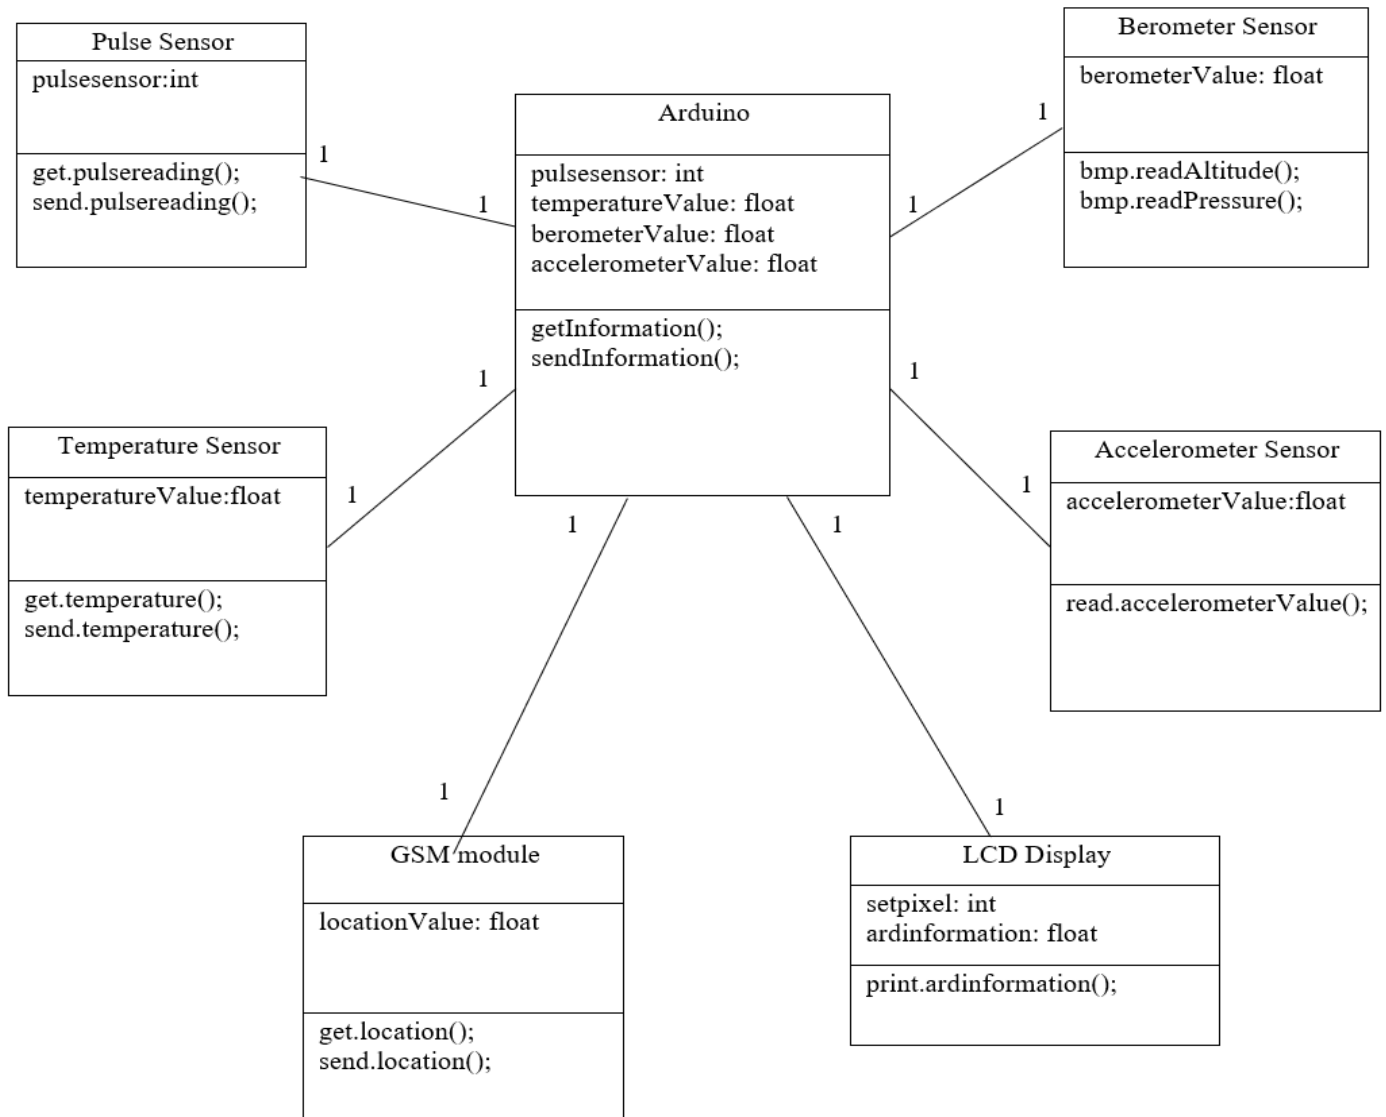 Pulse Sensor
pulsesensor:int
get.pulsereading();
send.pulsereading();
1
1
Arduino
pulsesensor: int
temperatureValue: float
berometerValue: float
accelerometerValue: float
getInformation();
sendInformation();
Berometer Sensor
berometerValue: float
bmp.readAltitude();
bmp.readPressure();
1
1
Temperature Sensor
temperatureValue:float
get.temperature();
send.temperature();
1
1
Accelerometer Sensor
accelerometerValue:float
read.accelerometerValue();
1
1
1
1
GSM module
locationValue: float
get.location();
send.location();
1
1
LCD Display
setpixel: int
ardinformation: float
print.ardinformation();